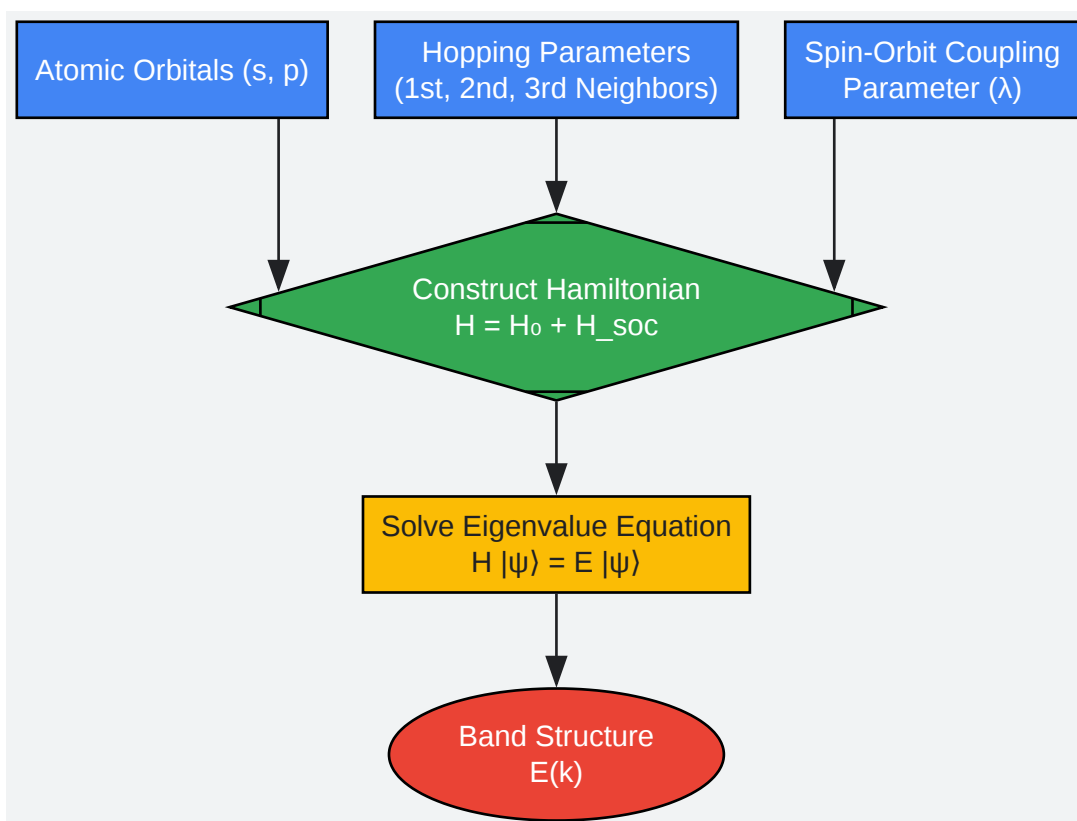 Atomic Orbitals (s, p)
Hopping Parameters
(1st, 2nd, 3rd Neighbors)
Spin-Orbit Coupling
Parameter (λ)
Construct Hamiltonian
H = H₀ + H_soc
Solve Eigenvalue Equation
H |ψ⟩ = E |ψ⟩
Band Structure
E(k)